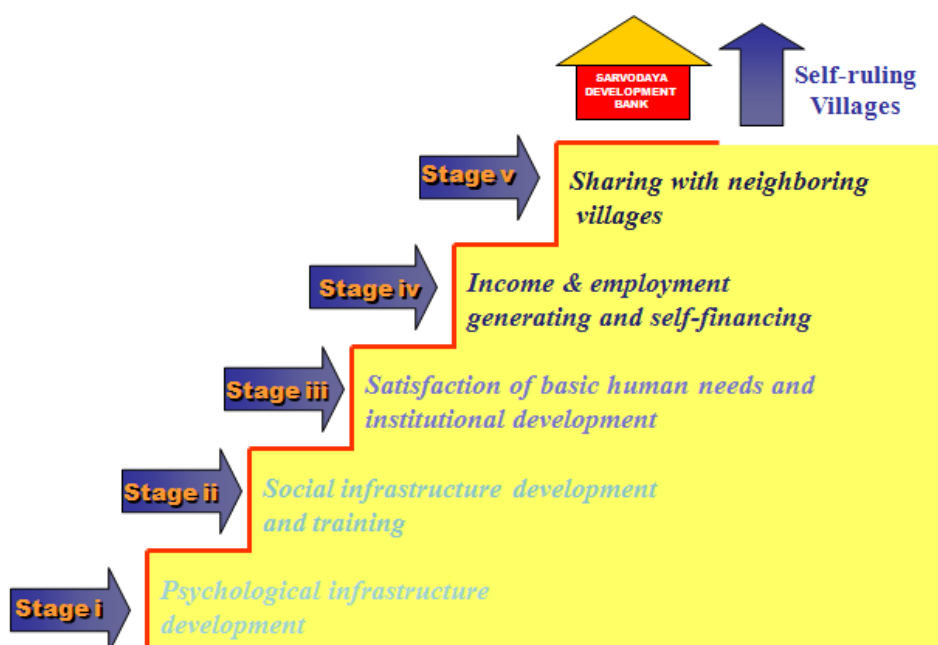 SARVODAYA
DEVELOPMENT
BANK
Self-ruling
Villages
Stage v
Sharing with neighboring
villages
Stage iv
Income & employment
generating and self-financing
Stage iii
Satisfaction of basic human needs and
institutional development
Stage ii
Social infrastructure development
and training
Stage i
Psychological infrastructure
development